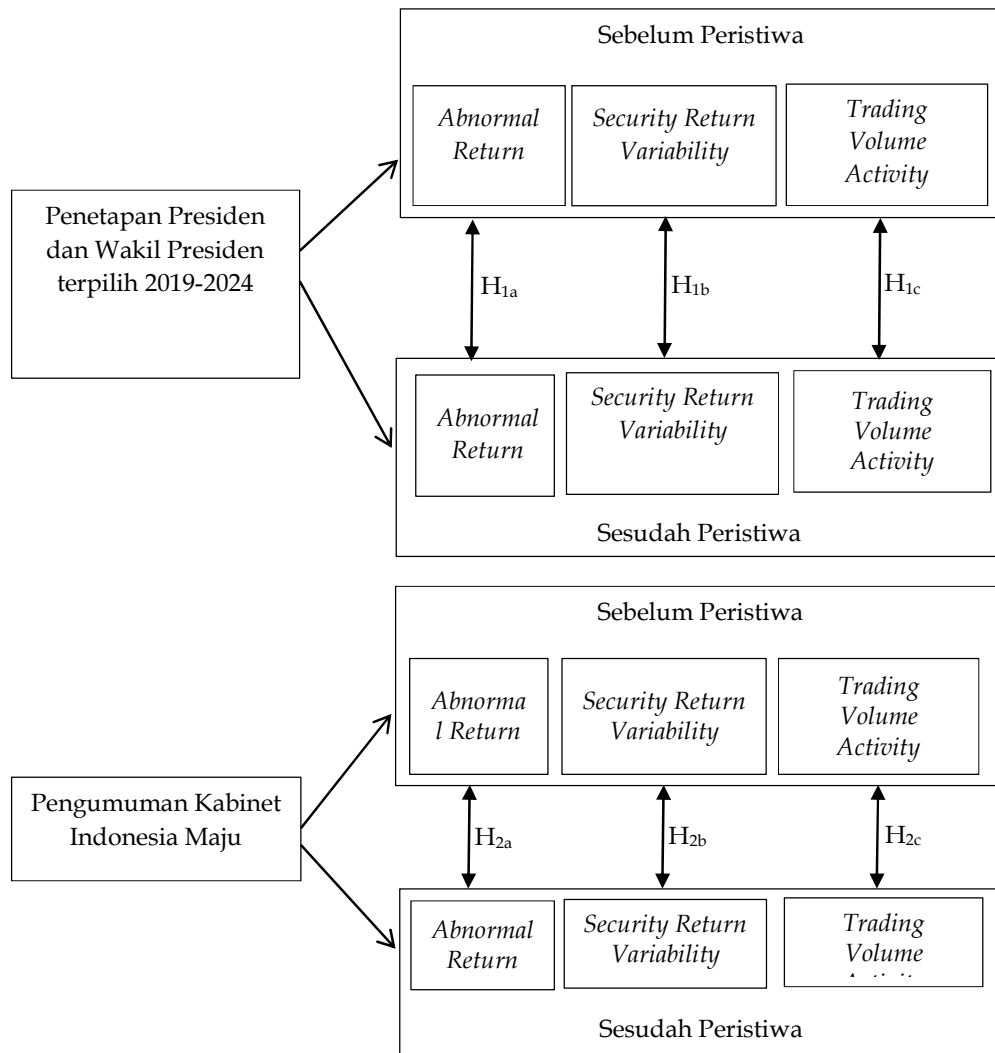 Sebelum Peristiwa
Abnormal
Return
Security Return
Variability
Trading
Volume
Activity
Penetapan Presiden
dan Wakil Presiden
terpilih 2019-2024
H1a
H1b
H1c
Abnormal
Return
Security Return
Variability
Trading
Volume
Activity
Sesudah Peristiwa
Sebelum Peristiwa
Abnorma
l Return
Security Return
Variability
Trading
Volume
Activity
Pengumuman Kabinet
Indonesia Maju
H2a
H2b
H2c
Abnormal
Return
Security Return
Variability
Trading
Volume
Sesudah Peristiwa